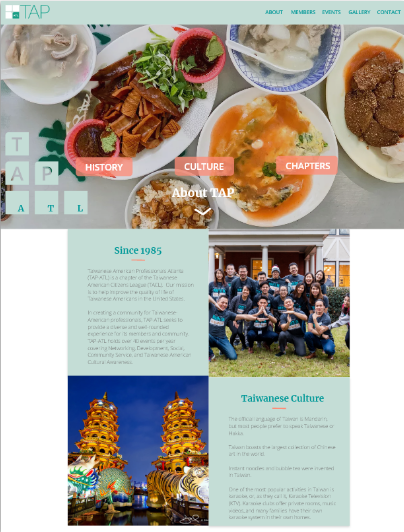 TAP
ABOUT MEMBERS EVENTS GALLERY CONTACT
T
A P
A T L
HISTORY CULTURE CHAPTERS
About TAP
Since 1985
Taiwanese American Professionals Atlanta
(TAP-ATL) is a chapter of the Taiwanese
American Citizens League (TACL). Our mission
is to help improve the quality of life of
Taiwanese Americans in the United States.
In creating a community for Taiwanese
American professionals, TAP-ATL seeks to
provide a diverse and well-rounded
experience for its members and community.
TAP-ATL hosts over 40 events per year
covering Networking, Development, Social,
Community Service, and Taiwanese American
Cultural Awareness.
Taiwanese Culture
The official language of Taiwan is Mandarin,
but most people prefer to speak Taiwanese or
Hakka.
Taiwan boasts the largest collection of Chinese
art in the world.
Instant noodles and bubble tea were invented
in Taiwan.
One of the most popular activities in Taiwan is
karaoke, or, as they call it, Karaoke Television
(KTV). Karaoke clubs offer private rooms, music
videos, and many families have their own
karaoke system in their own homes.